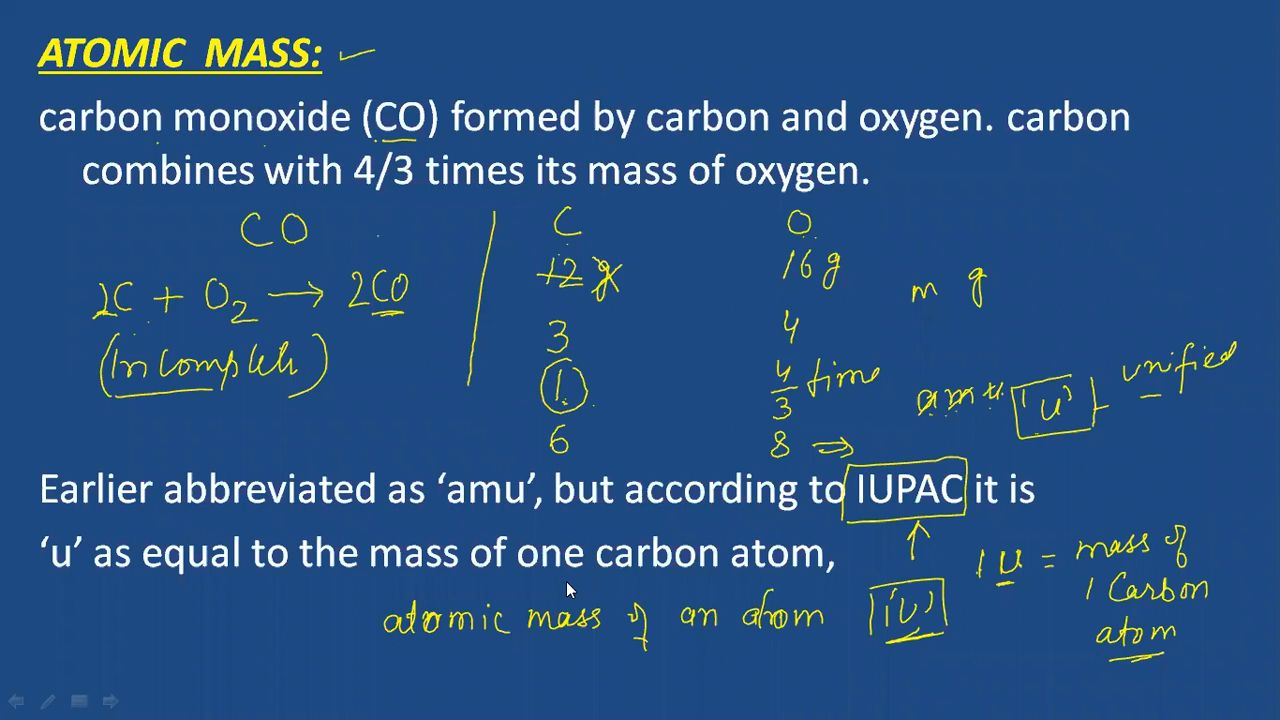 ATOMIC MASS:
carbon monoxide (CO) formed by carbon and oxygen. carbon
combines with 4/3 times its mass of oxygen.
CO
2C + O2 → 2CO
(Incomplete)
C O
12 g 16 g
m g
3 4
1 4/3 time
amu 'u' unified
6 8 ⇒
Earlier abbreviated as ‘amu’, but according to IUPAC it is
‘u’ as equal to the mass of one carbon atom,
1 u = mass of
1 Carbon
atom
atomic mass of an atom 'U'